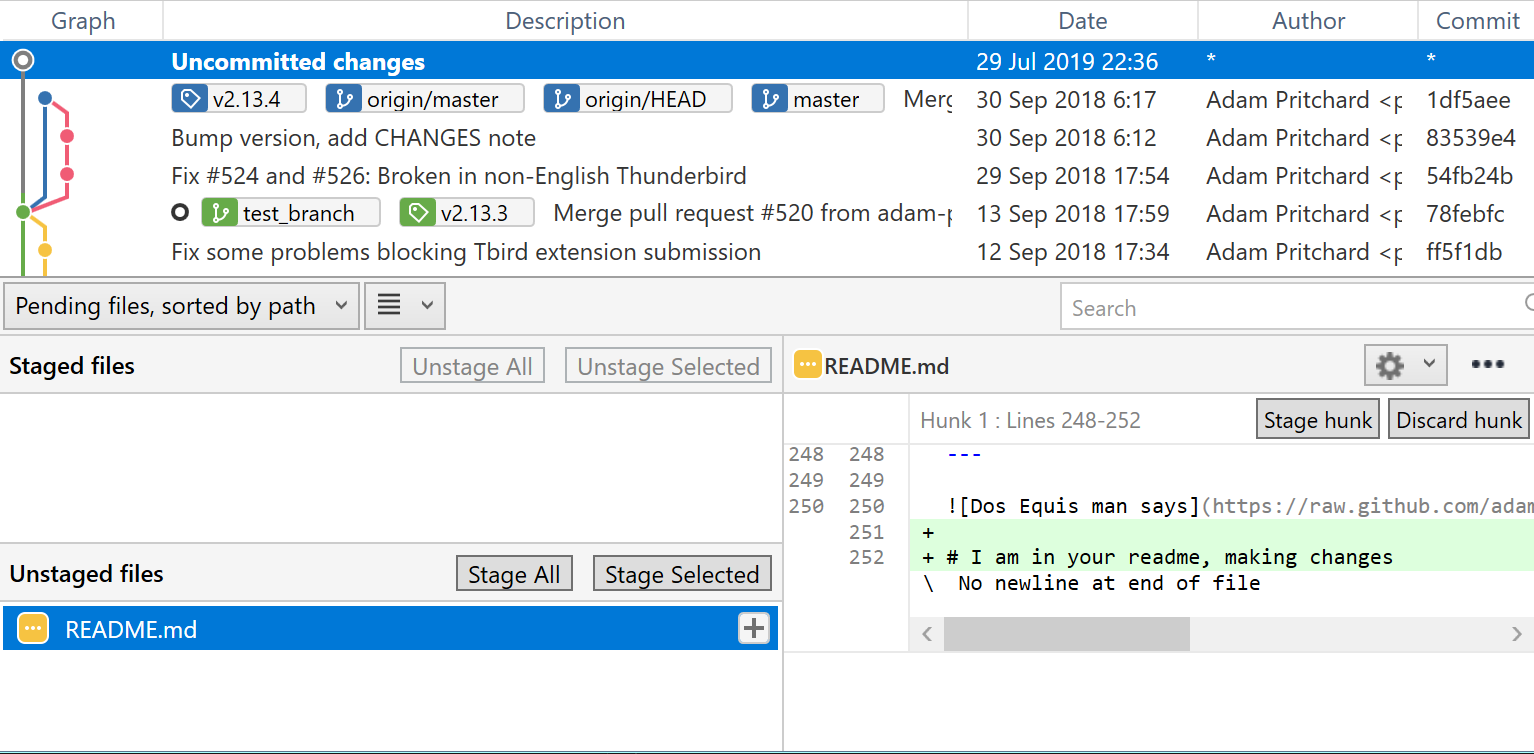 Graph Description Date Author Commit
Uncommitted changes 29 Jul 2019 22:36 * *
v2.13.4 origin/master origin/HEAD master Merg 30 Sep 2018 6:17 Adam Pritchard <p 1df5aee
Bump version, add CHANGES note 30 Sep 2018 6:12 Adam Pritchard <p 83539e4
Fix #524 and #526: Broken in non-English Thunderbird 29 Sep 2018 17:54 Adam Pritchard <p 54fb24b
test_branch v2.13.3 Merge pull request #520 from adam-p 13 Sep 2018 17:59 Adam Pritchard <p 78febfc
Fix some problems blocking Tbird extension submission 12 Sep 2018 17:34 Adam Pritchard <p ff5f1db
Pending files, sorted by path Search
Staged files Unstage All Unstage Selected
README.md
Hunk 1 : Lines 248-252 Stage hunk Discard hunk
248 248 ---
249 249
250 250 ![Dos Equis man says](https://raw.github.com/adam
251 +
252 + # I am in your readme, making changes
\ No newline at end of file
Unstaged files Stage All Stage Selected
README.md